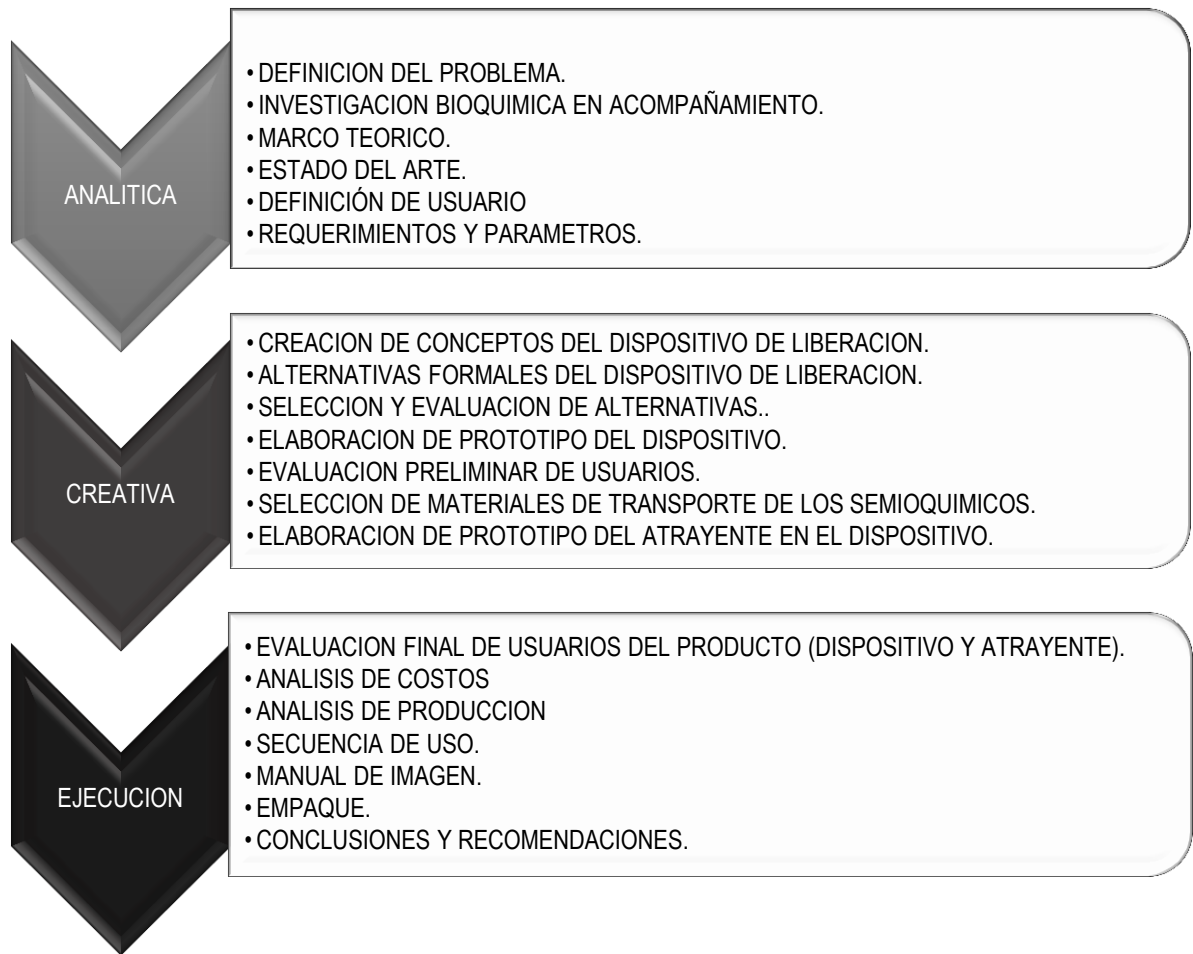 ANALITICA
• DEFINICION DEL PROBLEMA.
• INVESTIGACION BIOQUIMICA EN ACOMPAÑAMIENTO.
• MARCO TEORICO.
• ESTADO DEL ARTE.
• DEFINICIÓN DE USUARIO
• REQUERIMIENTOS Y PARAMETROS.
CREATIVA
• CREACION DE CONCEPTOS DEL DISPOSITIVO DE LIBERACION.
• ALTERNATIVAS FORMALES DEL DISPOSITIVO DE LIBERACION.
• SELECCION Y EVALUACION DE ALTERNATIVAS..
• ELABORACION DE PROTOTIPO DEL DISPOSITIVO.
• EVALUACION PRELIMINAR DE USUARIOS.
• SELECCION DE MATERIALES DE TRANSPORTE DE LOS SEMIOQUIMICOS.
• ELABORACION DE PROTOTIPO DEL ATRAYENTE EN EL DISPOSITIVO.
EJECUCION
• EVALUACION FINAL DE USUARIOS DEL PRODUCTO (DISPOSITIVO Y ATRAYENTE).
• ANALISIS DE COSTOS
• ANALISIS DE PRODUCCION
• SECUENCIA DE USO.
• MANUAL DE IMAGEN.
• EMPAQUE.
• CONCLUSIONES Y RECOMENDACIONES.